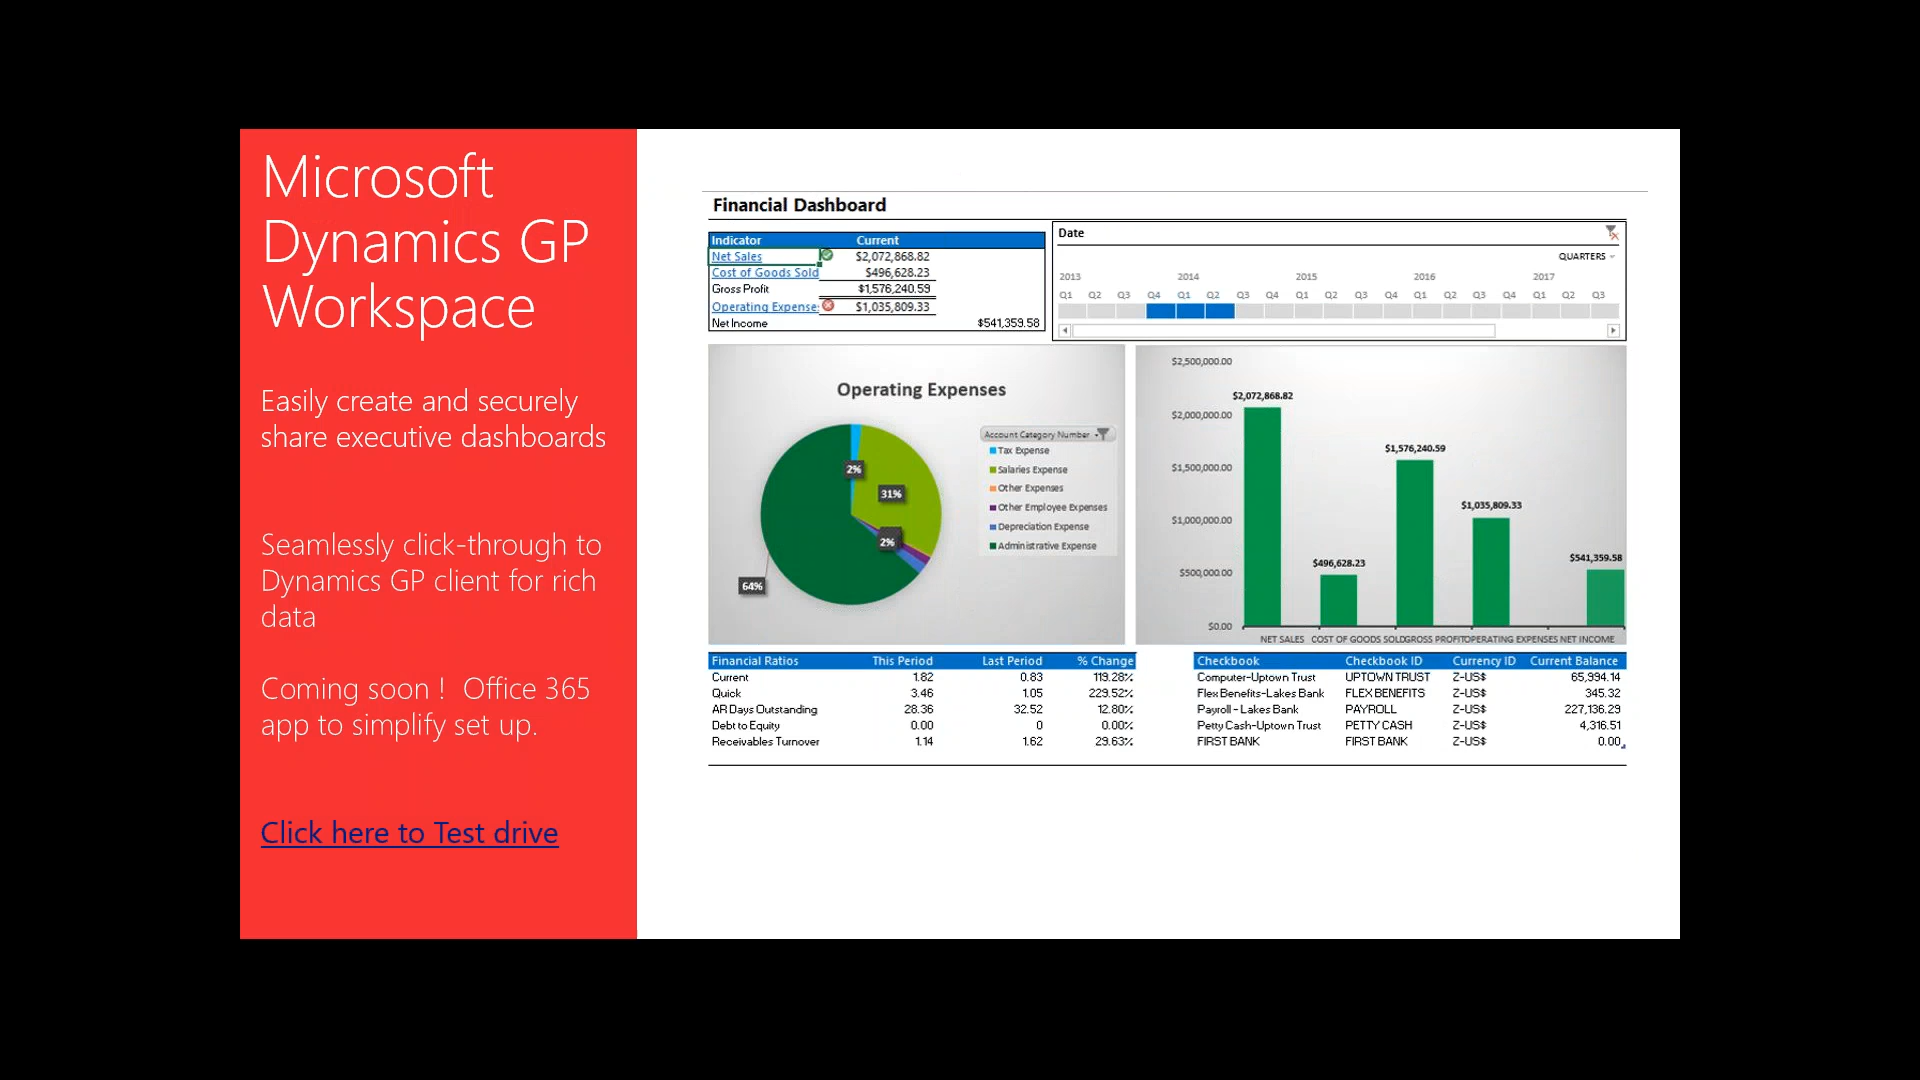 Microsoft
Dynamics GP
Workspace
Easily create and securely
share executive dashboards
Seamlessly click-through to
Dynamics GP client for rich
data
Coming soon !  Office 365
app to simplify set up.
Click here to Test drive
Financial Dashboard
Indicator Current
Net Sales $2,072,868.82
Cost of Goods Sold $496,628.23
Gross Profit $1,576,240.59
Operating Expense: $1,035,809.33
Net Income $541,359.58
Date
QUARTERS
2013 2014 2015 2016 2017
Q1 Q2 Q3 Q4 Q1 Q2 Q3 Q4 Q1 Q2 Q3 Q4 Q1 Q2 Q3 Q4 Q1 Q2 Q3
Operating Expenses
2%
31%
2%
64%
Account Category Number
Tax Expense
Salaries Expense
Other Expenses
Other Employee Expenses
Depreciation Expense
Administrative Expense
$2,500,000.00
$2,000,000.00
$1,500,000.00
$1,000,000.00
$500,000.00
$0.00
$2,072,868.82
$496,628.23
$1,576,240.59
$1,035,809.33
$541,359.58
NET SALES COST OF GOODS SOLD GROSS PROFIT OPERATING EXPENSES NET INCOME
Financial Ratios This Period Last Period % Change
Current 1.82 0.83 119.28%
Quick 3.46 1.05 229.52%
AR Days Outstanding 28.36 32.52 12.80%
Debt to Equity 0.00 0 0.00%
Receivables Turnover 1.14 1.62 29.63%
Checkbook Checkbook ID Currency ID Current Balance
Computer-Uptown Trust UPTOWN TRUST Z-US$ 65,994.14
Flex Benefits-Lakes Bank FLEX BENEFITS Z-US$ 345.32
Payroll - Lakes Bank PAYROLL Z-US$ 227,136.29
Petty Cash-Uptown Trust PETTY CASH Z-US$ 4,316.51
FIRST BANK FIRST BANK Z-US$ 0.00